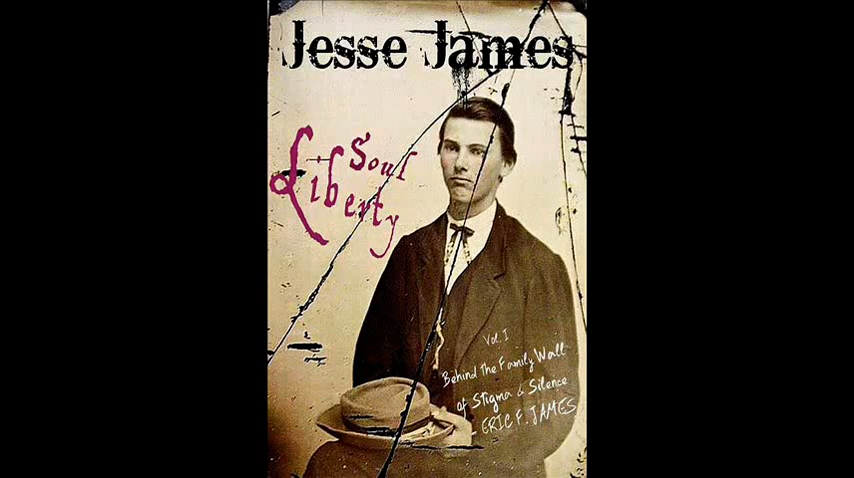 Jesse James
Soul
Liberty
Vol. I
Behind the Family Wall
of Stigma & Silence
- ERIC F. JAMES